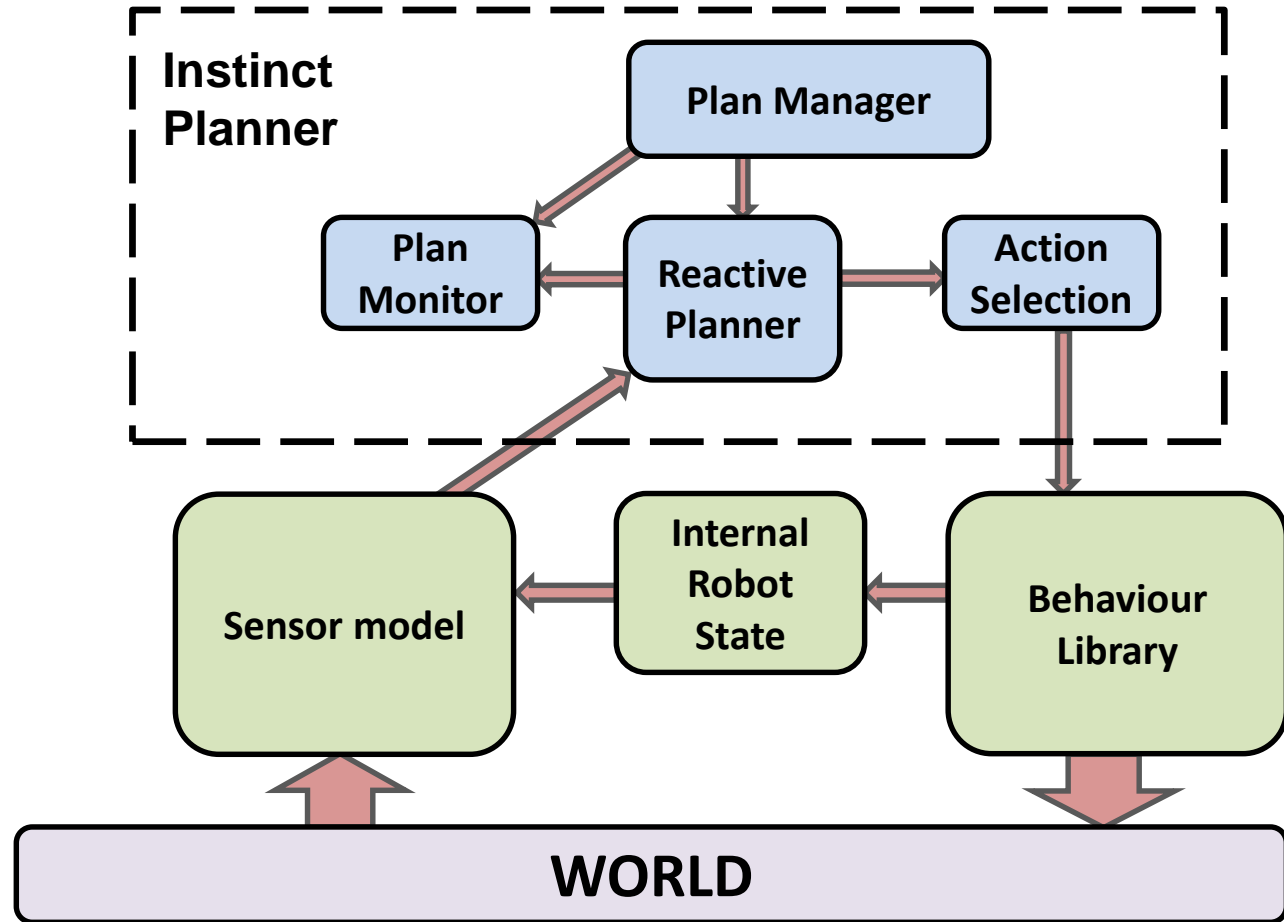 Instinct
Planner
Plan Manager
Plan
Monitor
Reactive
Planner
Action
Selection
Sensor model
Internal
Robot
State
Behaviour
Library
WORLD